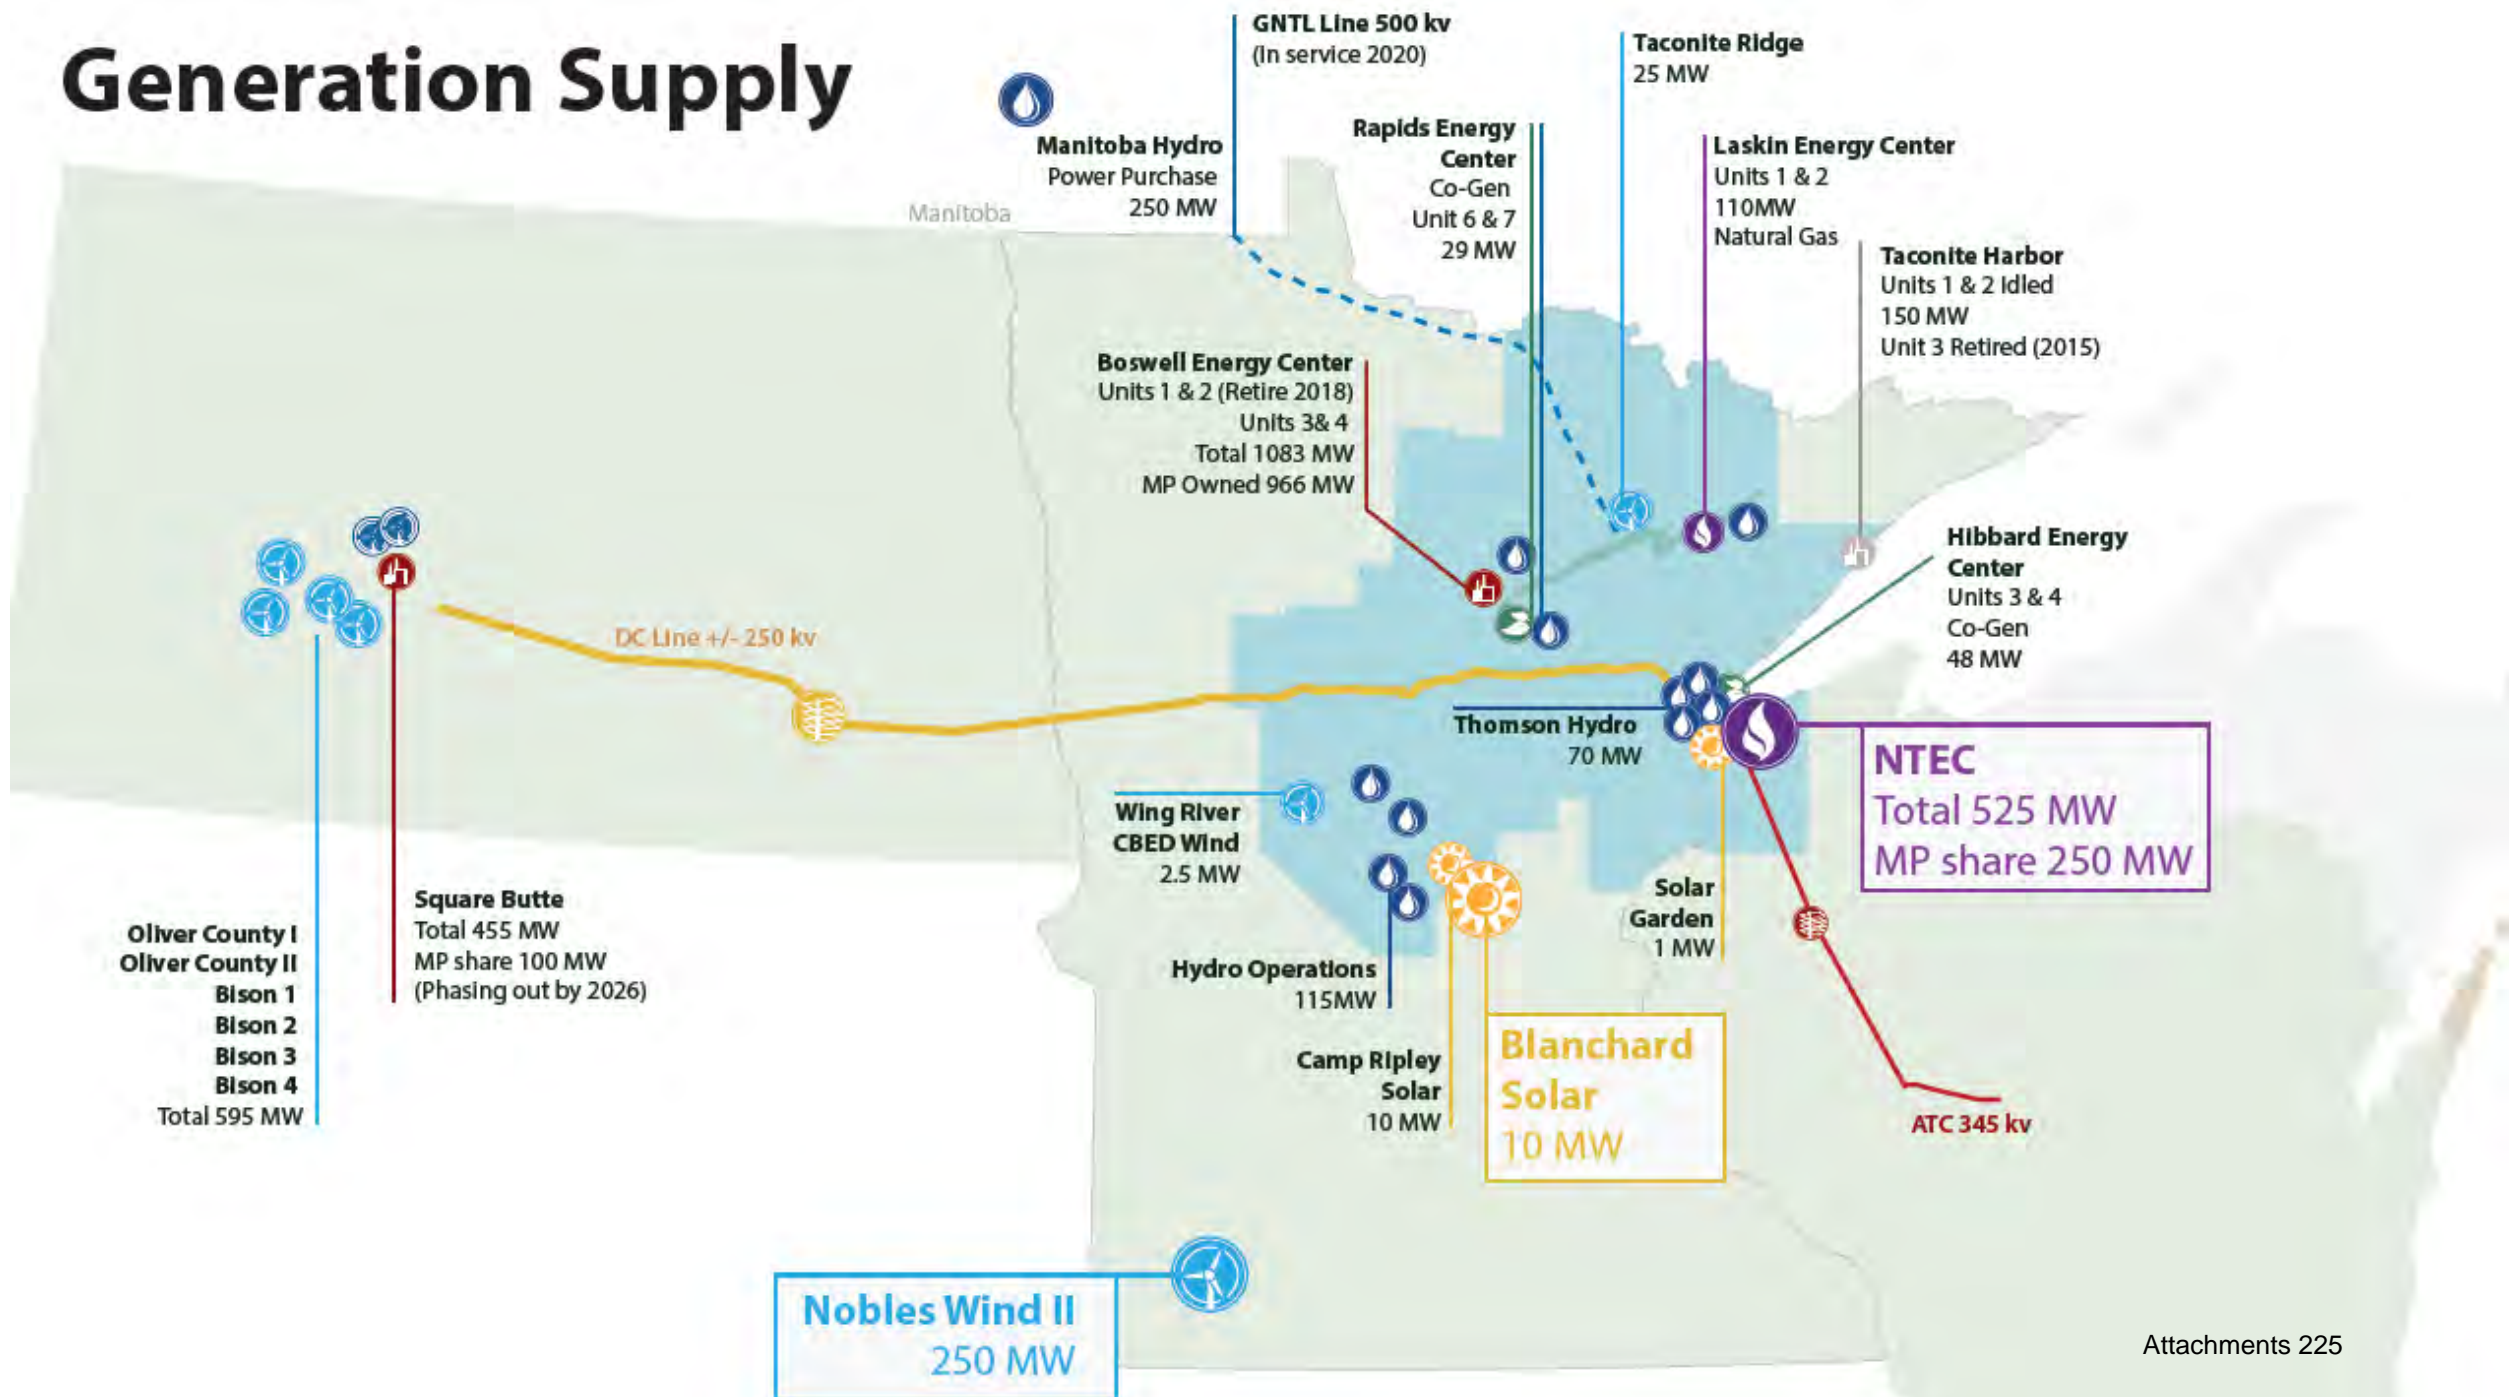 Generation Supply
GNTL Line 500 kv
(In service 2020)
Taconite Ridge
25 MW
Manitoba Hydro
Power Purchase
250 MW
Manitoba
Rapids Energy
Center
Co-Gen
Unit 6 & 7
29 MW
Laskin Energy Center
Units 1 & 2
110MW
Natural Gas
Taconite Harbor
Units 1 & 2 Idled
150 MW
Unit 3 Retired (2015)
Boswell Energy Center
Units 1 & 2 (Retire 2018)
Units 3& 4
Total 1083 MW
MP Owned 966 MW
Hibbard Energy
Center
Units 3 & 4
Co-Gen
48 MW
DC Line +/- 250 kv
Thomson Hydro
70 MW
NTEC
Total 525 MW
MP share 250 MW
Wing River
CBED Wind
2.5 MW
Square Butte
Total 455 MW
MP share 100 MW
(Phasing out by 2026)
Oliver County I
Oliver County II
Bison 1
Bison 2
Bison 3
Bison 4
Total 595 MW
Solar
Garden
1 MW
Hydro Operations
115MW
Camp Ripley
Solar
10 MW
Blanchard
Solar
10 MW
ATC 345 kv
Nobles Wind II
250 MW
Attachments 225